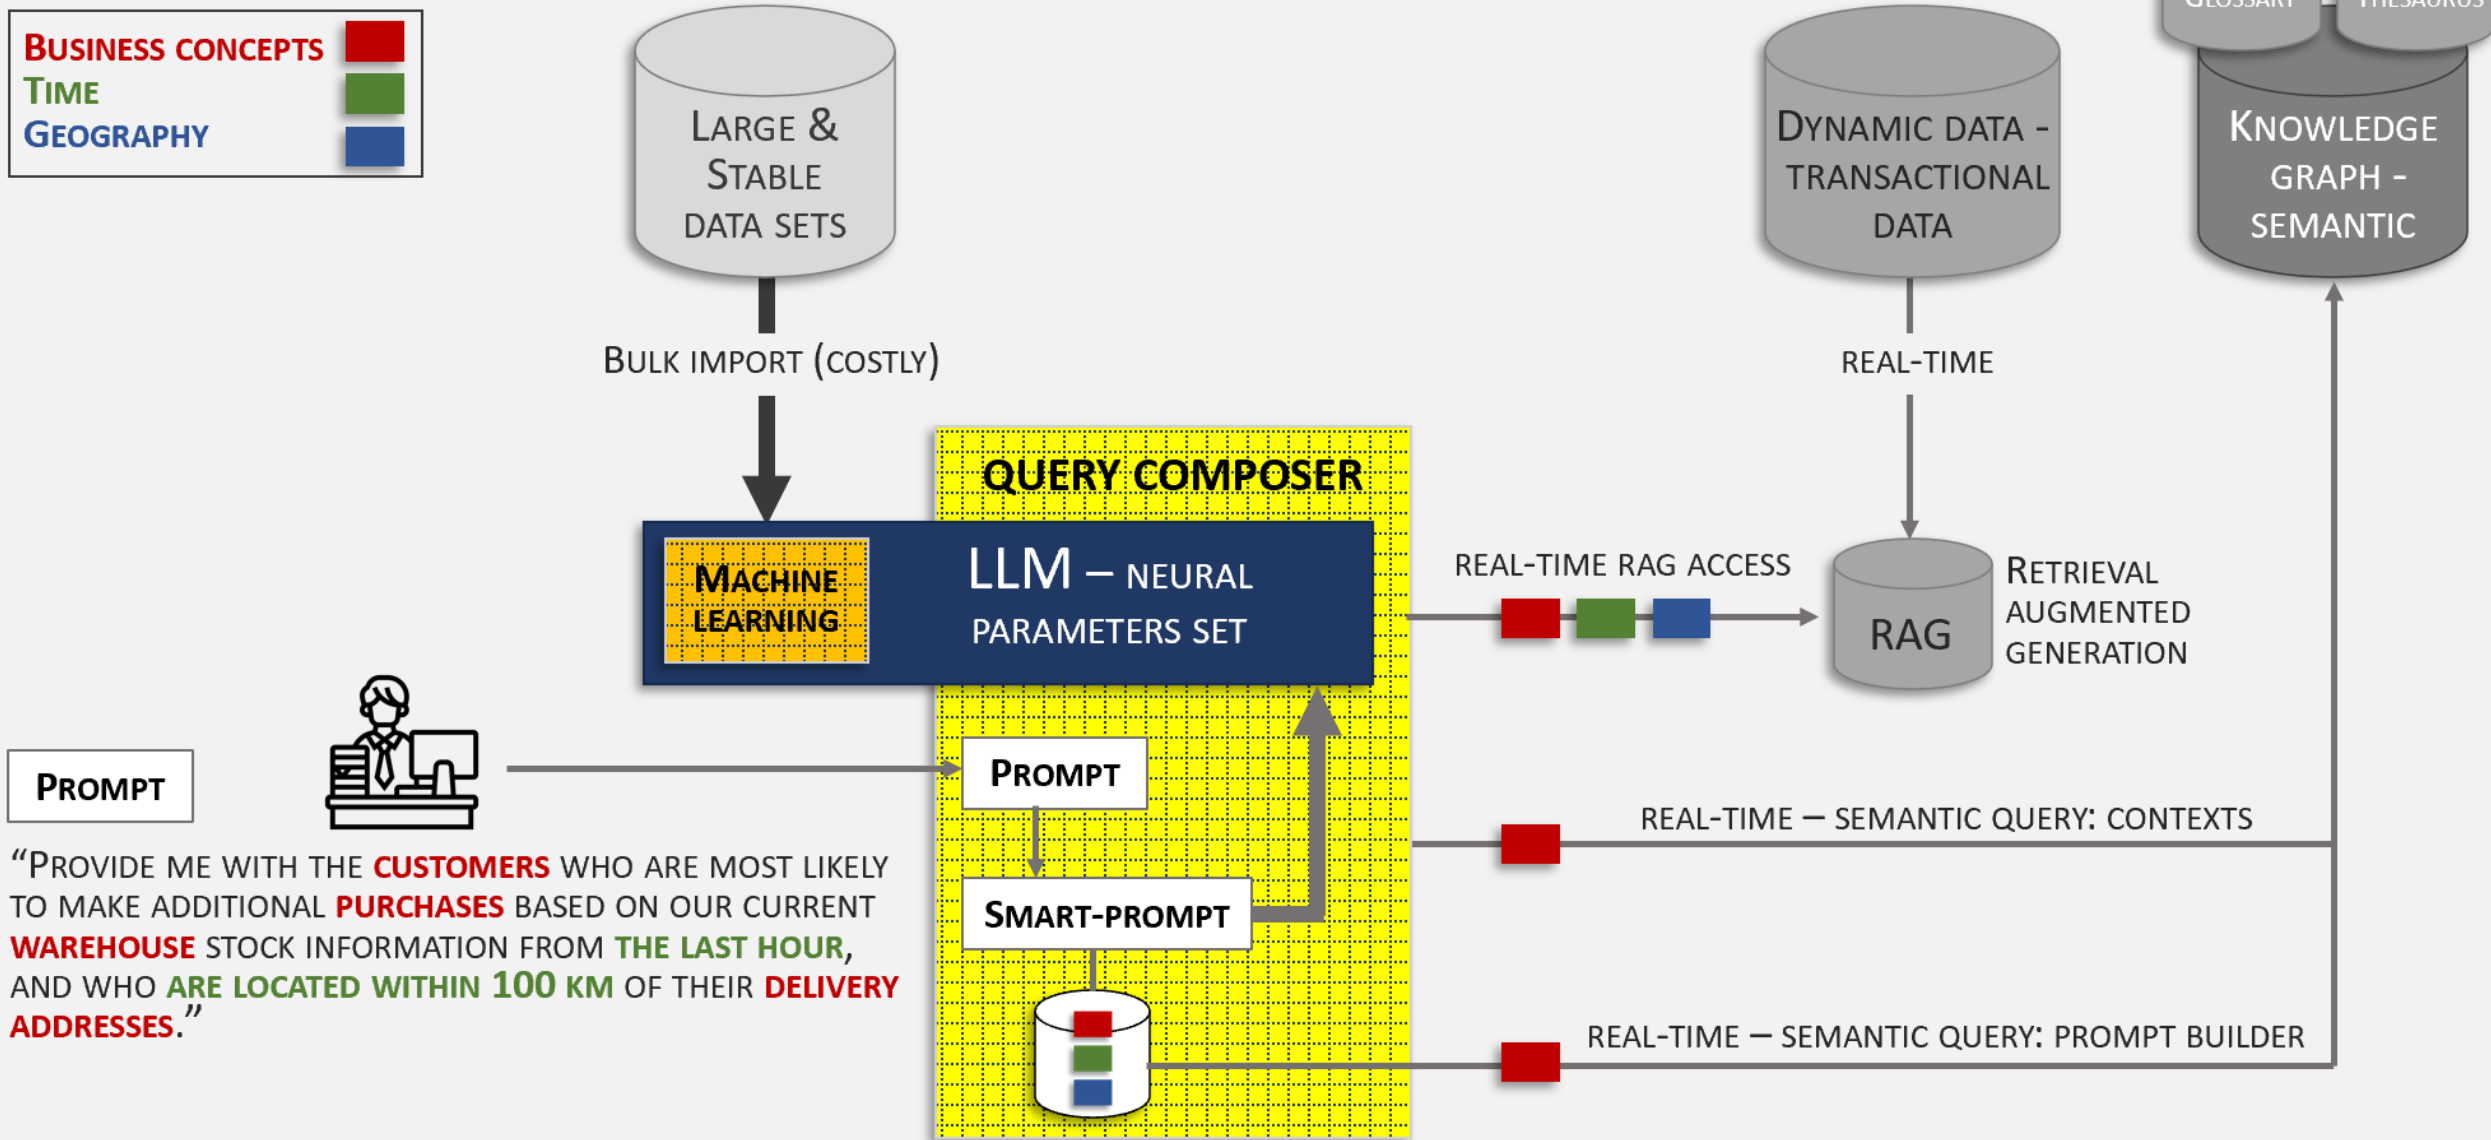 BUSINESS CONCEPTS
TIME
GEOGRAPHY
LARGE &
STABLE
DATA SETS
DYNAMIC DATA -
TRANSACTIONAL
DATA
GLOSSARY
THESAURUS
KNOWLEDGE
GRAPH -
SEMANTIC
BULK IMPORT (COSTLY)
REAL-TIME
QUERY COMPOSER
MACHINE
LEARNING
LLM – NEURAL
PARAMETERS SET
REAL-TIME RAG ACCESS
RAG
RETRIEVAL
AUGMENTED
GENERATION
PROMPT
PROMPT
SMART-PROMPT
“PROVIDE ME WITH THE CUSTOMERS WHO ARE MOST LIKELY
TO MAKE ADDITIONAL PURCHASES BASED ON OUR CURRENT
WAREHOUSE STOCK INFORMATION FROM THE LAST HOUR,
AND WHO ARE LOCATED WITHIN 100 KM OF THEIR DELIVERY
ADDRESSES.”
REAL-TIME – SEMANTIC QUERY: CONTEXTS
REAL-TIME – SEMANTIC QUERY: PROMPT BUILDER